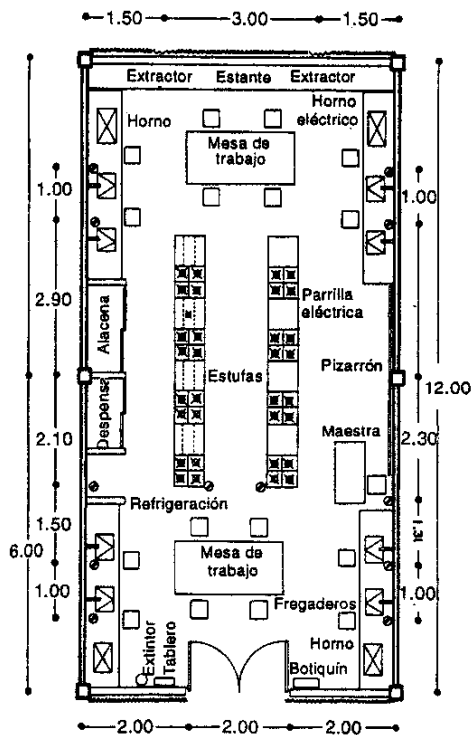 1.50 3.00 1.50
Extractor Estante Extractor
Horno
Horno
eléctrico
Mesa de
trabajo
1.00
1.00
2.90
Alacena
Parrilla
eléctrica
Pizarrón
Estufas
12.00
Despensa
Maestra
2.10
2.30
Refrigeración
1.50
6.00
Mesa de
trabajo
1.30
1.00
Fregaderos
1.00
Extintor
Tablero
Horno
Botiquín
2.00 2.00 2.00